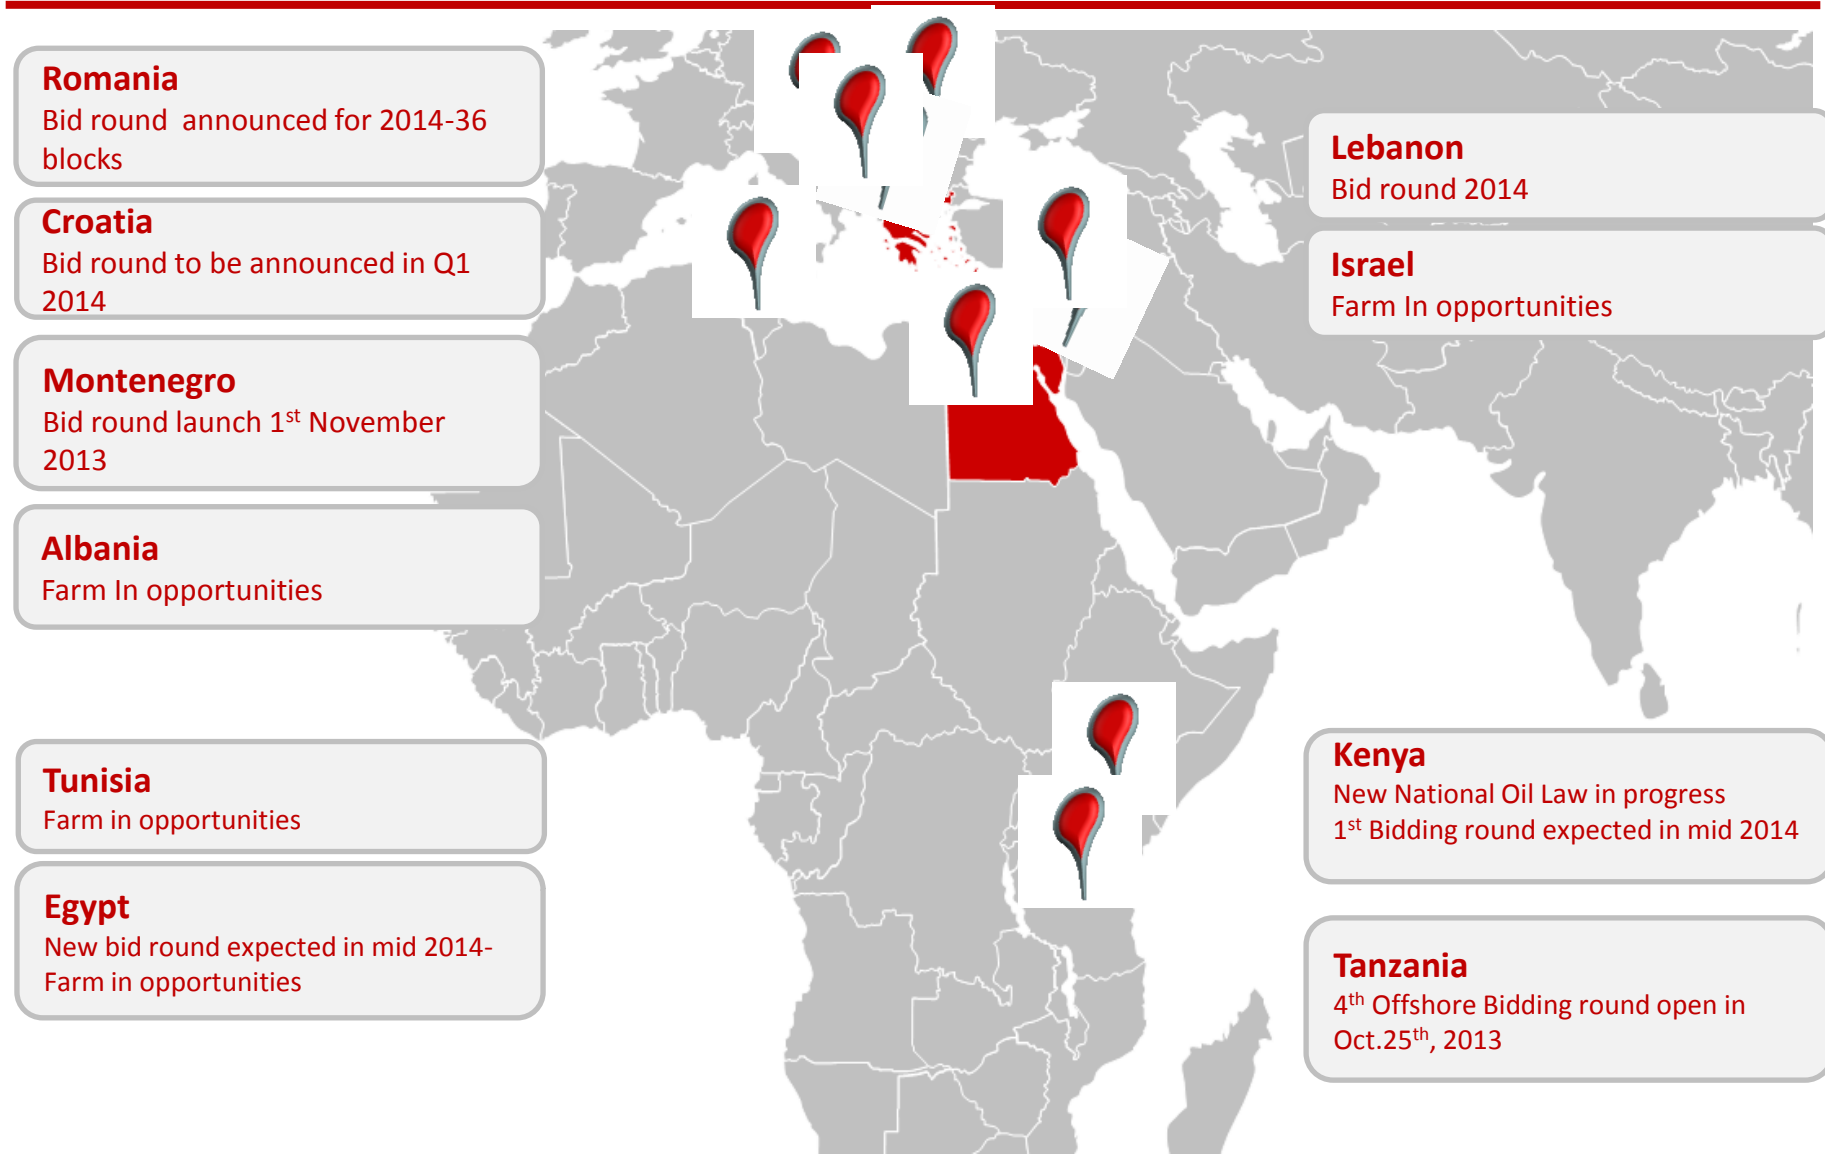 Romania
Bid round  announced for 2014-36
blocks
Croatia
Bid round to be announced in Q1
2014
Montenegro
Bid round launch 1st November
2013
Albania
Farm In opportunities
Tunisia
Farm in opportunities
Egypt
New bid round expected in mid 2014-
Farm in opportunities
Lebanon
Bid round 2014
Israel
Farm In opportunities
Kenya
New National Oil Law in progress
1st Bidding round expected in mid 2014
Tanzania
4th Offshore Bidding round open in
Oct.25th, 2013